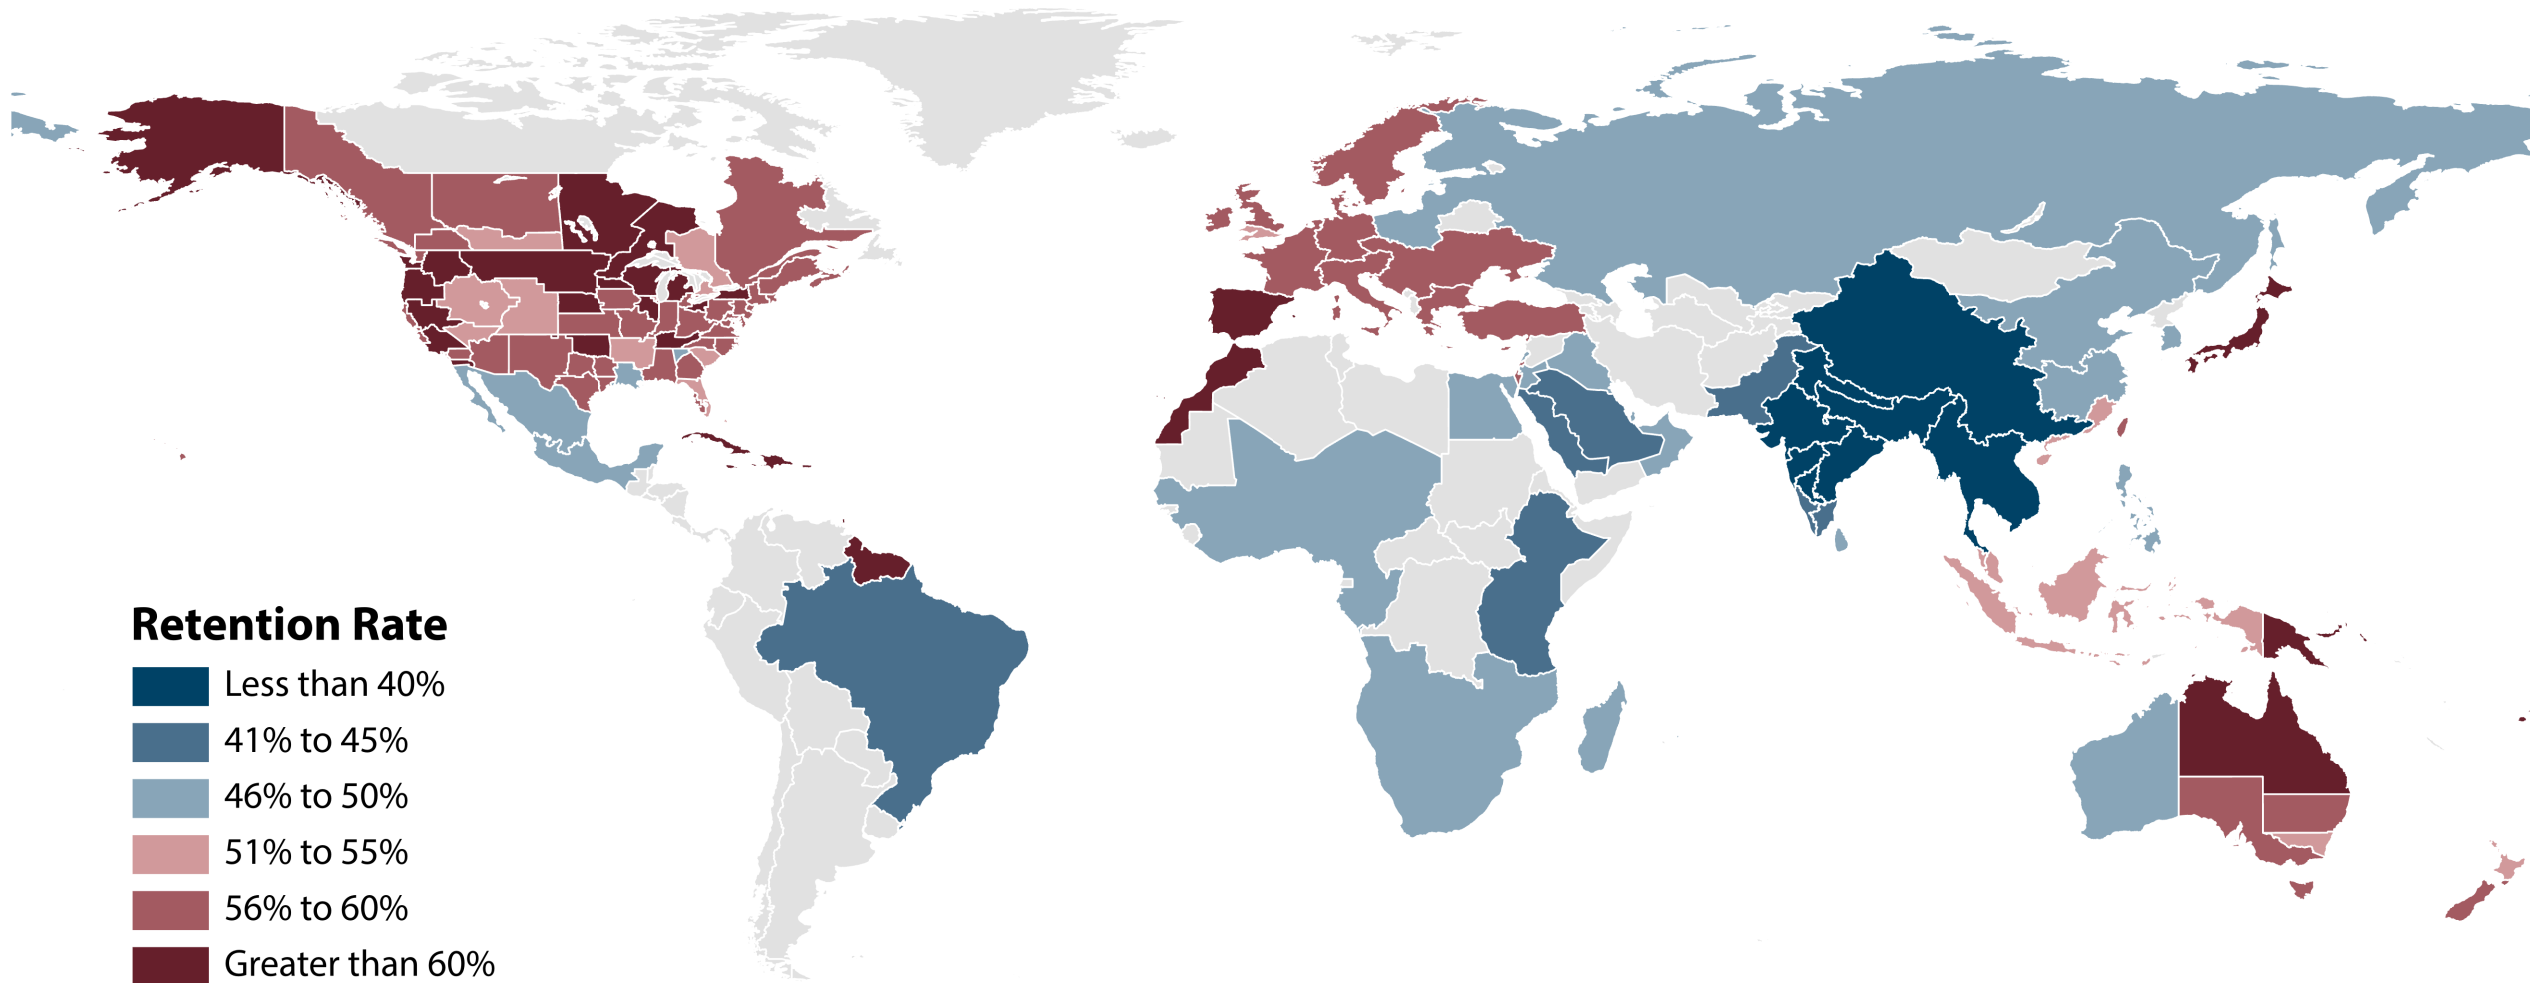 Retention Rate
Less than 40%
41% to 45%
46% to 50%
51% to 55%
56% to 60%
Greater than 60%